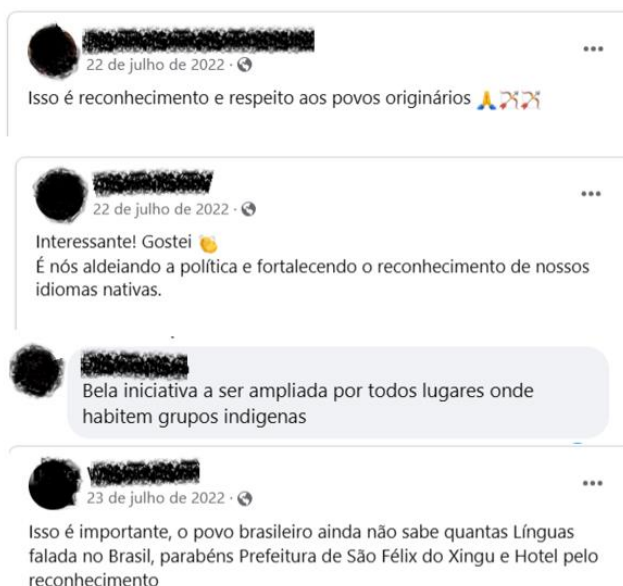 22 de julho de 2022 ·
Isso é reconhecimento e respeito aos povos originários 🙏🏹🏹
22 de julho de 2022 ·
Interessante! Gostei 👏
É nós aldeiando a política e fortalecendo o reconhecimento de nossos
idiomas nativas.
Bela iniciativa a ser ampliada por todos lugares onde
habitem grupos indigenas
23 de julho de 2022 ·
Isso é importante, o povo brasileiro ainda não sabe quantas Línguas
falada no Brasil, parabéns Prefeitura de São Félix do Xingu e Hotel pelo
reconhecimento